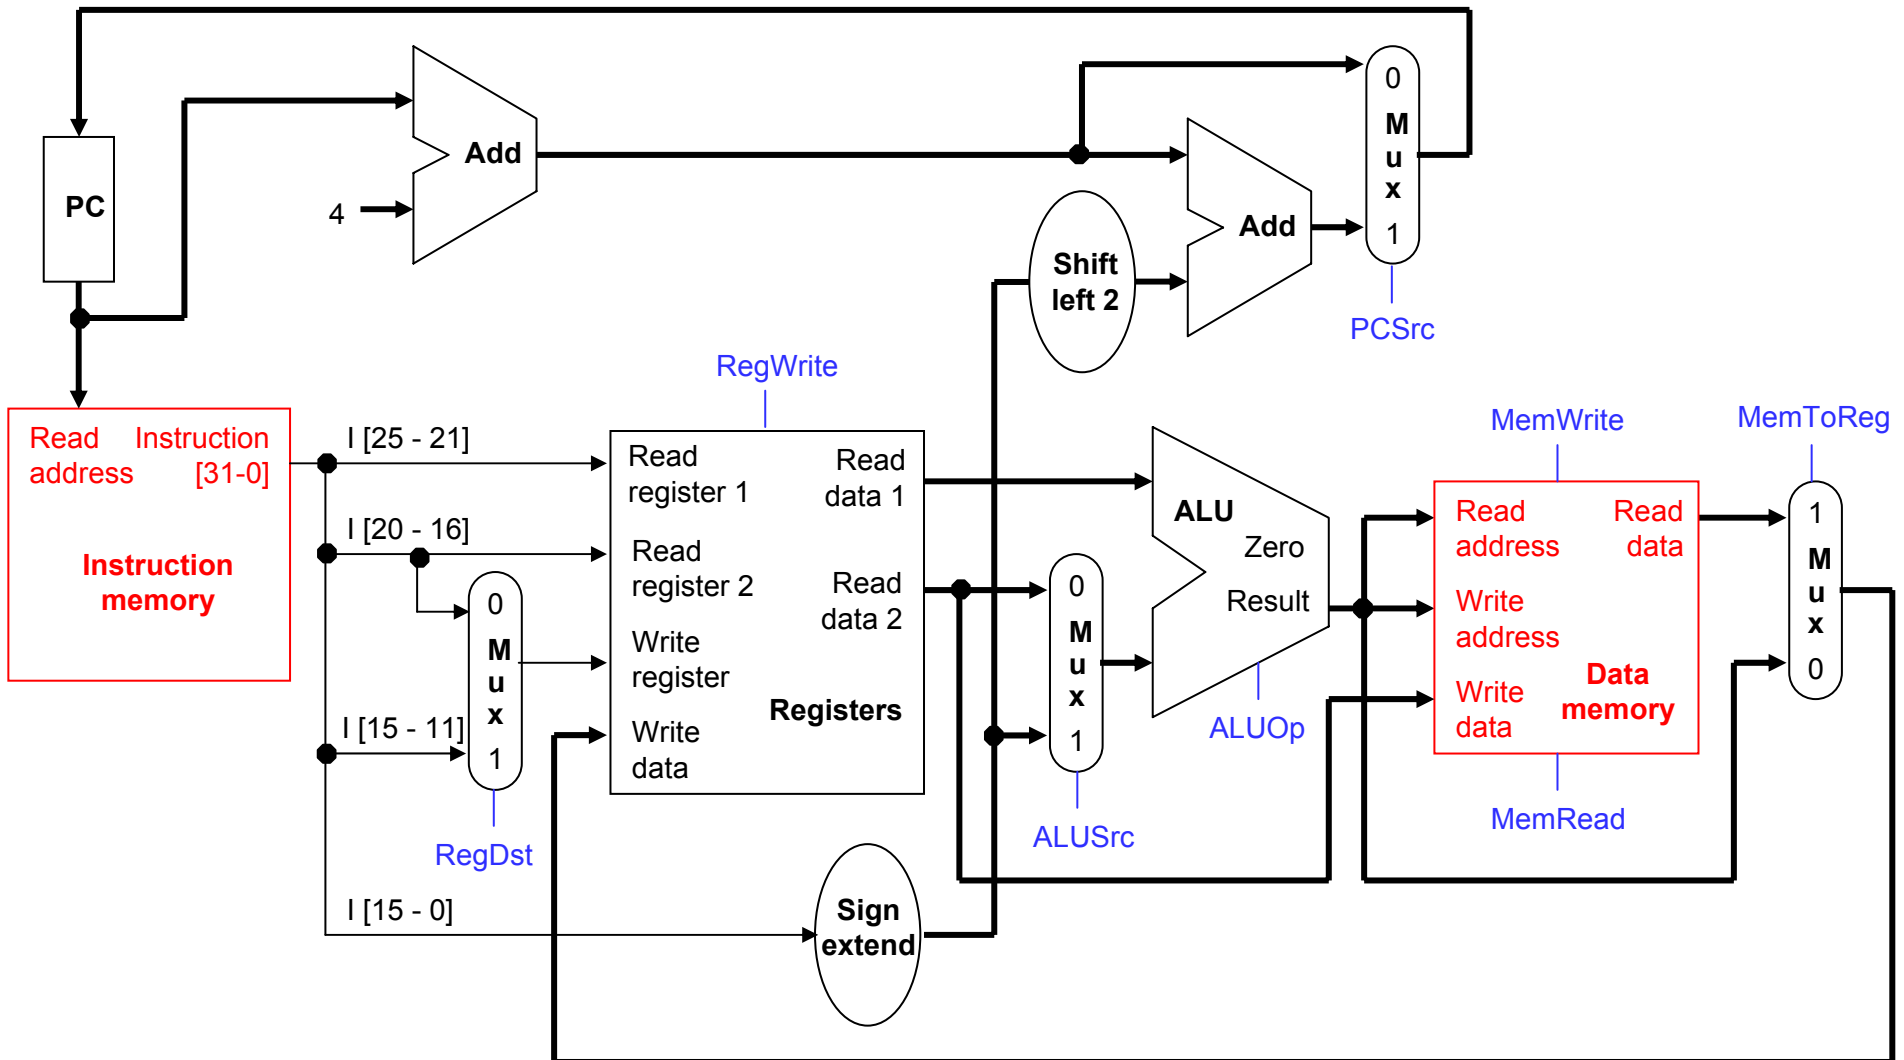 0
M
u
x
1
PCSrc
Add
4
PC
Add
Shift
left 2
RegWrite
MemWrite
MemToReg
Read
address
Instruction
[31-0]
Instruction
memory
I [25 - 21]
I [20 - 16]
I [15 - 11]
I [15 - 0]
0
M
u
x
1
RegDst
Read
register 1
Read
register 2
Write
register
Write
data
Read
data 1
Read
data 2
Registers
Sign
extend
0
M
u
x
1
ALUSrc
ALU
Zero
Result
ALUOp
Read
address
Write
address
Write
data
Read
data
Data
memory
MemRead
1
M
u
x
0